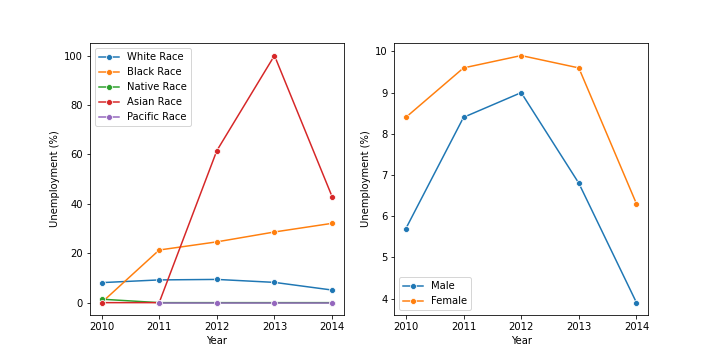 100
80
60
40
20
0
Unemployment (%)
2010 2011 2012 2013 2014
Year
White Race
Black Race
Native Race
Asian Race
Pacific Race
10
9
8
7
6
5
4
Unemployment (%)
2010 2011 2012 2013 2014
Year
Male
Female